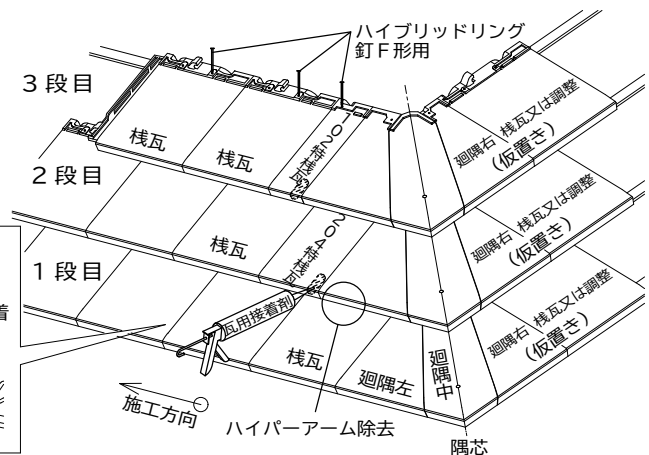 ハイブリッドリング
釘F形用
3段目
桟瓦
桟瓦
102特桟瓦
廻隅右
桟瓦又は調整
(仮置き)
2段目
桟瓦
204特桟瓦
廻隅右
桟瓦又は調整
(仮置き)
1段目
着
瓦用接着剤
桟瓦
廻隅左
廻隅中
廻隅右
桟瓦又は調整
(仮置き)
施工方向
ハイパーアーム除去
隅芯